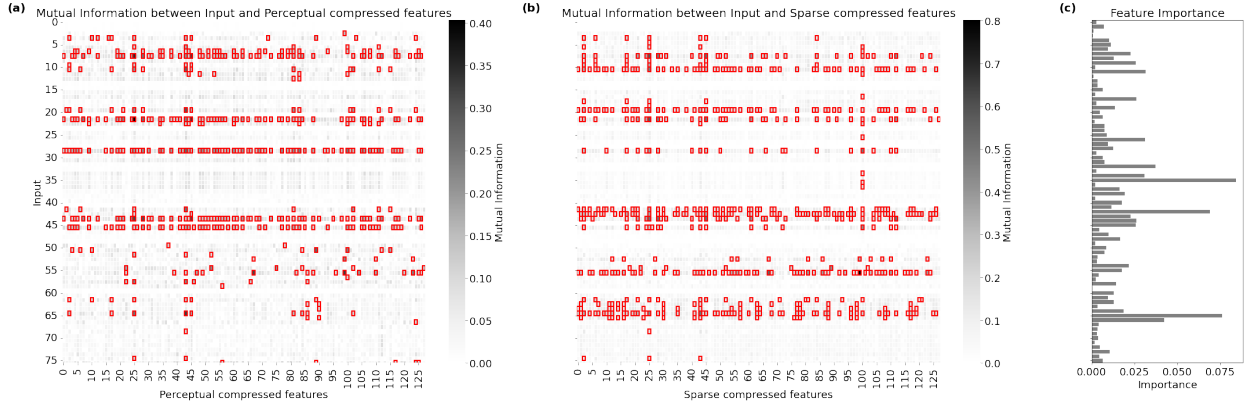 (a) Mutual Information between Input and Perceptual compressed features
0
5
10
15
20
25
30
35
40
45
50
55
0
65
70
75
Input
0 5 10 15 20 25 30 35 40 45 50 55 60 65 70 75 80 85 90 95 100 105 110 115 120 125
Perceptual compressed features
0.40
0.35
0.30
0.25
0.20
0.15
0.10
0.05
0.00
Mutual Information
(b) Mutual Information between Input and Sparse compressed features
0 5 10 15 20 25 30 35 40 45 50 55 60 65 70 75 80 85 90 95 100 105 110 115 120 125
Sparse compressed features
0.8
0.7
0.6
0.5
0.4
0.3
0.2
0.1
0.0
Mutual Information
(c) Feature Importance
0.000 0.025 0.050 0.075
Importance